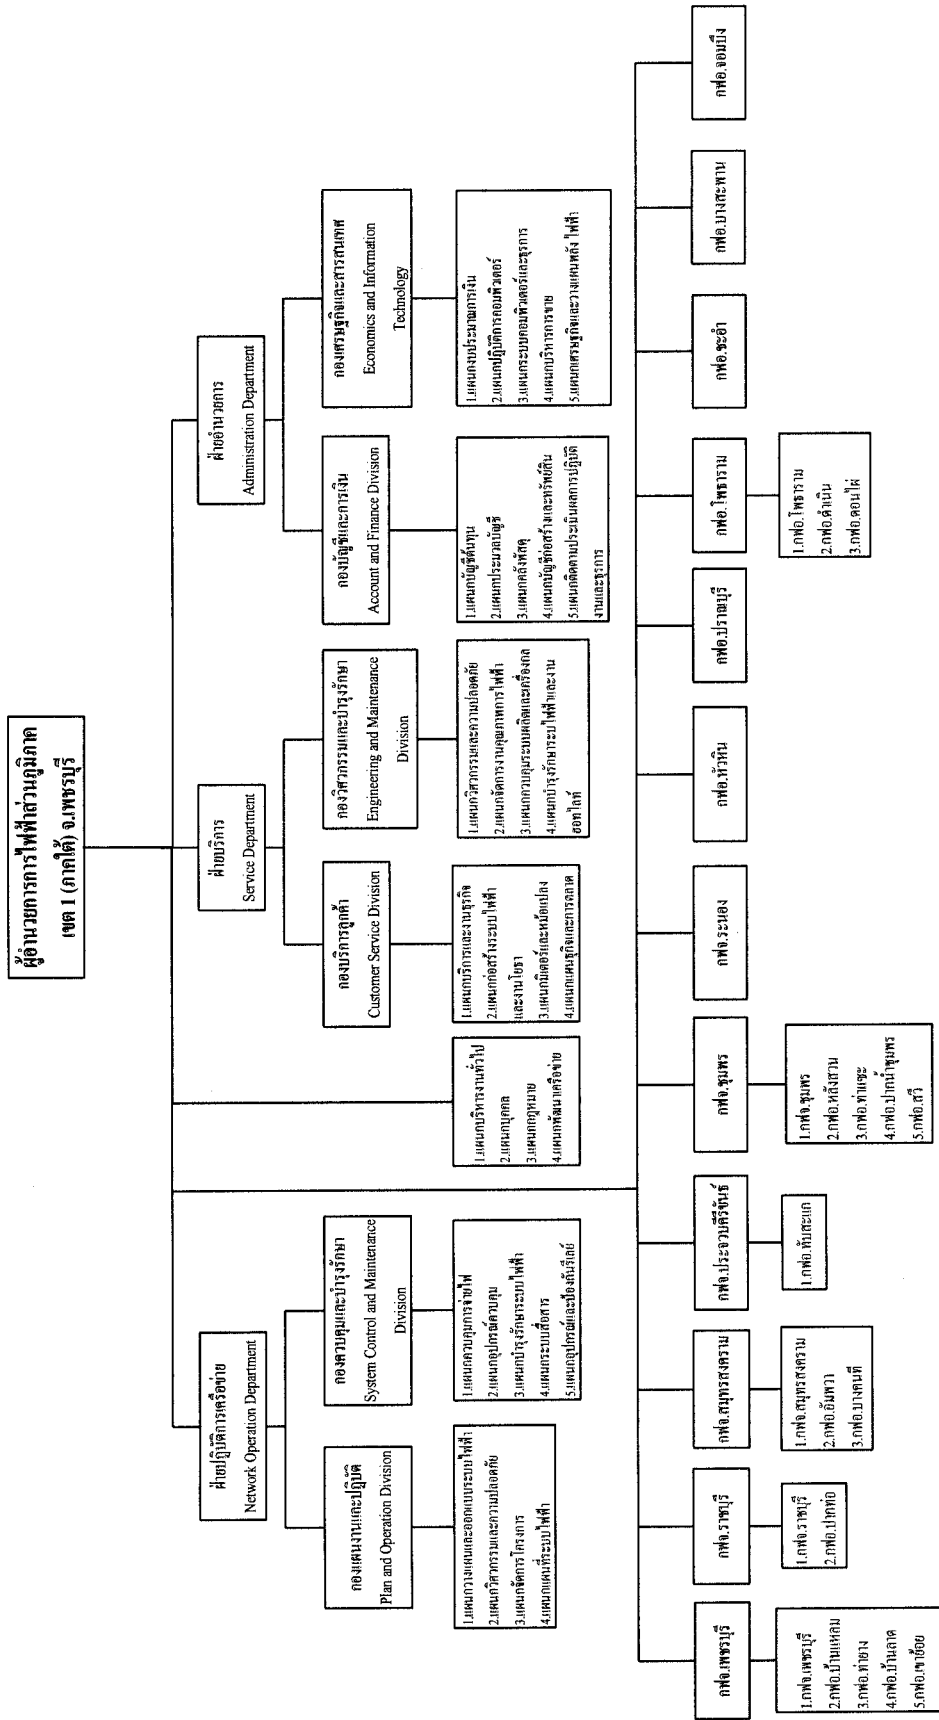 ผู้อำนวยการการไฟฟ้าส่วนภูมิภาค
เขต 1 (ภาคใต้) จ.เพชรบุรี
ฝ่ายปฏิบัติการเครือข่าย
Network Operation Department
ฝ่ายบริการ
Service Department
ฝ่ายอำนวยการ
Administration Department
กองแผนงานและปฏิบัติ
Plan and Operation Division
กองควบคุมและบำรุงรักษา
System Control and Maintenance
Division
กองบริการลูกค้า
Customer Service Division
กองวิศวกรรมและบำรุงรักษา
Engineering and Maintenance
Division
กองบัญชีและการเงิน
Account and Finance Division
กองเศรษฐกิจและสารสนเทศ
Economics and Information
Technology
1.แผนกวางแผนและออกแบบระบบไฟฟ้า
2.แผนกวิศวกรรมและความปลอดภัย
3.แผนกจัดการโครงการ
4.แผนกแผนที่ระบบไฟฟ้า
1.แผนกควบคุมการจ่ายไฟ
2.แผนกอุปกรณ์ควบคุม
3.แผนกบำรุงรักษาระบบไฟฟ้า
4.แผนกระบบสื่อสาร
5.แผนกอุปกรณ์และป้องกันรีเลย์
1.แผนกบริหารงานทั่วไป
2.แผนกบุคคล
3.แผนกกฎหมาย
4.แผนกพัฒนาเครือข่าย
1.แผนกบริการและงานธุรกิจ
2.แผนกก่อสร้างระบบไฟฟ้า
และงานโยธา
3.แผนกมิเตอร์และหม้อแปลง
4.แผนกแผนธุรกิจและการตลาด
1.แผนกวิศวกรรมและความปลอดภัย
2.แผนกจัดการงานคุณภาพการไฟฟ้า
3.แผนกควบคุมระบบผลิตและเครื่องกล
4.แผนกบำรุงรักษาระบไฟฟ้าและงาน
ฮอทไลท์
1.แผนกบัญชีต้นทุน
2.แผนกประมวลบัญชี
3.แผนกคลังพัสดุ
4.แผนกบัญชีก่อสร้างและทรัพย์สิน
5.แผนกติดตามประเมินผลการปฏิบัติ
งานและธุรการ
1.แผนกงบประมาณการเงิน
2.แผนกปฏิบัติการคอมพิวเตอร์
3.แผนกระบบคอมพิวเตอร์และธุรการ
4.แผนกบริหารการขาย
5.แผนกเศรษฐกิจและวางแผนพลัง ไฟฟ้า
กฟจ.เพชรบุรี
กฟจ.ราชบุรี
กฟจ.สมุทรสงคราม
กฟจ.ประจวบคีรีขันธ์
กฟจ.ชุมพร
กฟจ.ระนอง
กฟอ.หัวหิน
กฟอ.ปราณบุรี
กฟอ.โพธาราม
กฟอ.ชะอำ
กฟอ.บางสะพาน
กฟอ.จอมบึง
1.กฟจ.เพชรบุรี
2.กฟอ.บ้านแหลม
3.กฟอ.ท่ายาง
4.กฟอ.บ้านลาด
5.กฟอ.เขาย้อย
1.กฟจ.ราชบุรี
2.กฟอ.ปากท่อ
1.กฟจ.สมุทรสงคราม
2.กฟอ.อัมพวา
3.กฟอ.บางคนที
1.กฟอ.ทับสะแก
1.กฟจ.ชุมพร
2.กฟอ.หลังสวน
3.กฟอ.ท่าแซะ
4.กฟอ.ปากน้ำชุมพร
5.กฟอ.สวี
1.กฟอ.โพธาราม
2.กฟอ.ดำเนิน
3.กฟอ.ดอนไผ่